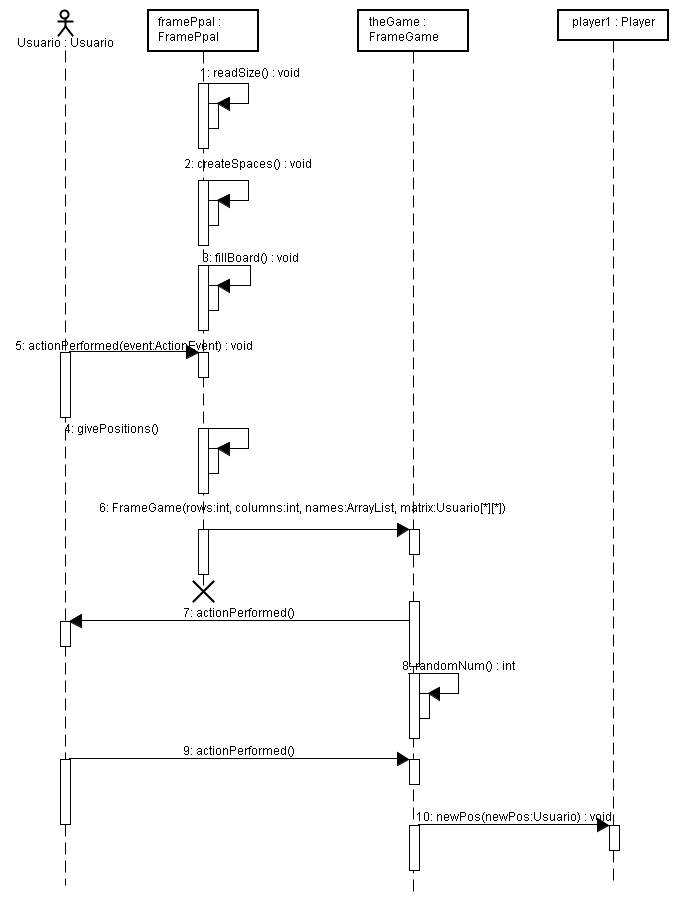 Usuario : Usuario
framePpal :
FramePpal
theGame :
FrameGame
player1 : Player
1: readSize() : void
2: createSpaces() : void
3: fillBoard() : void
5: actionPerformed(event:ActionEvent) : void
4: givePositions()
6: FrameGame(rows:int, columns:int, names:ArrayList, matrix:Usuario[*][*])
7: actionPerformed()
8: randomNum() : int
9: actionPerformed()
10: newPos(newPos:Usuario) : void